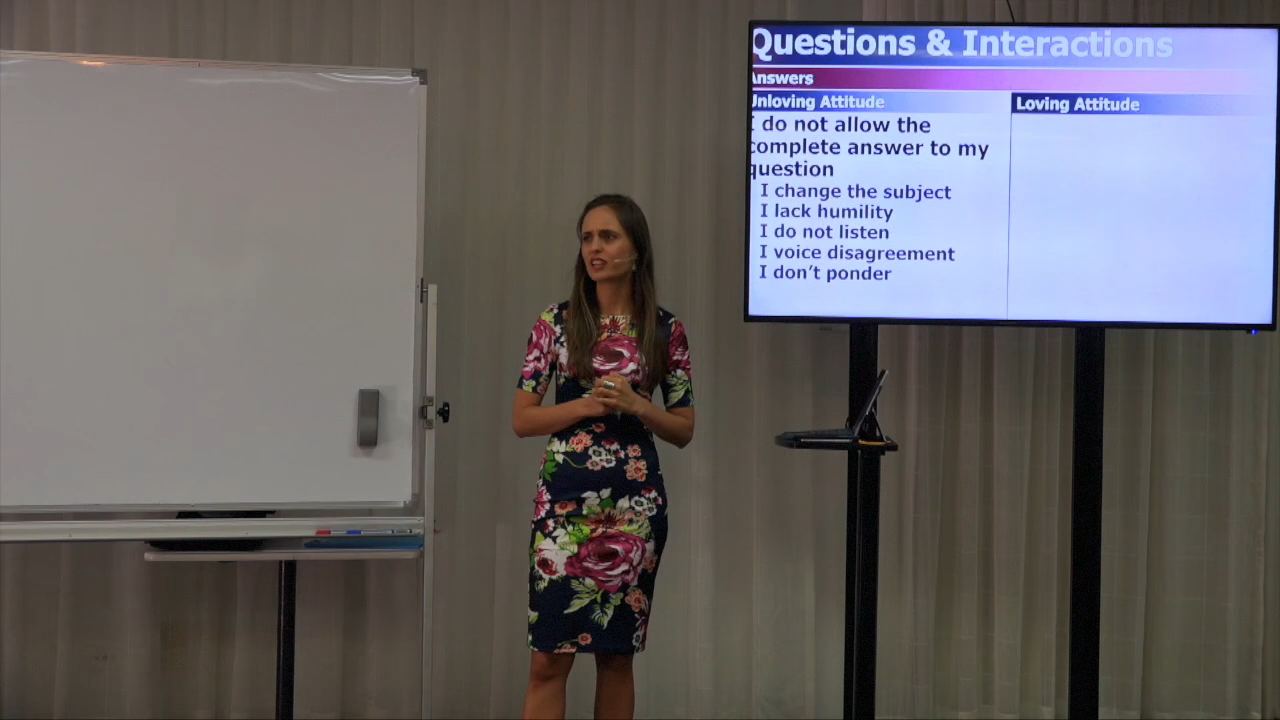 Questions & Interactions
Answers
Unloving Attitude
Loving Attitude
I do not allow the
complete answer to my
question
I change the subject
I lack humility
I do not listen
I voice disagreement
I don't ponder